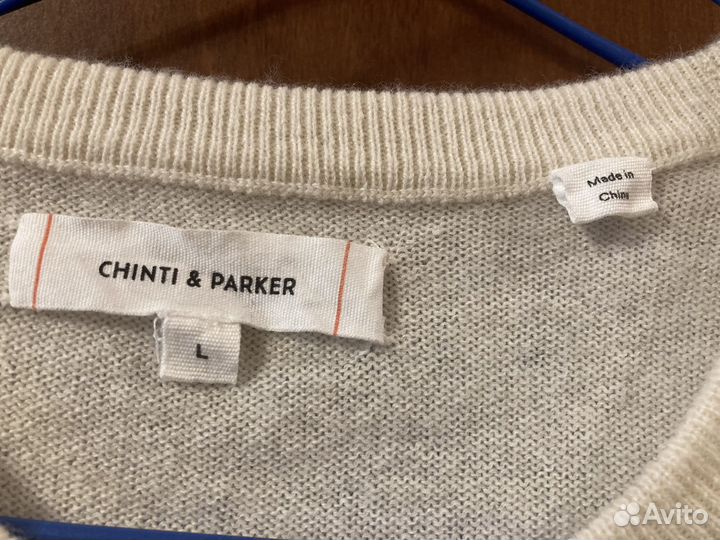 Made in
China
CHINTI & PARKER
L
Avito